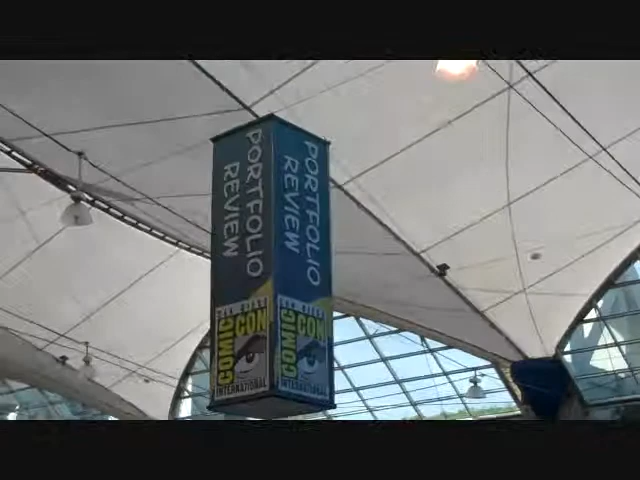 PORTFOLIO
REVIEW
SAN DIEGO
COMIC
CON
INTERNATIONAL
PORTFOLIO
REVIEW
SAN DIEGO
COMIC
CON
INTERNATIONAL